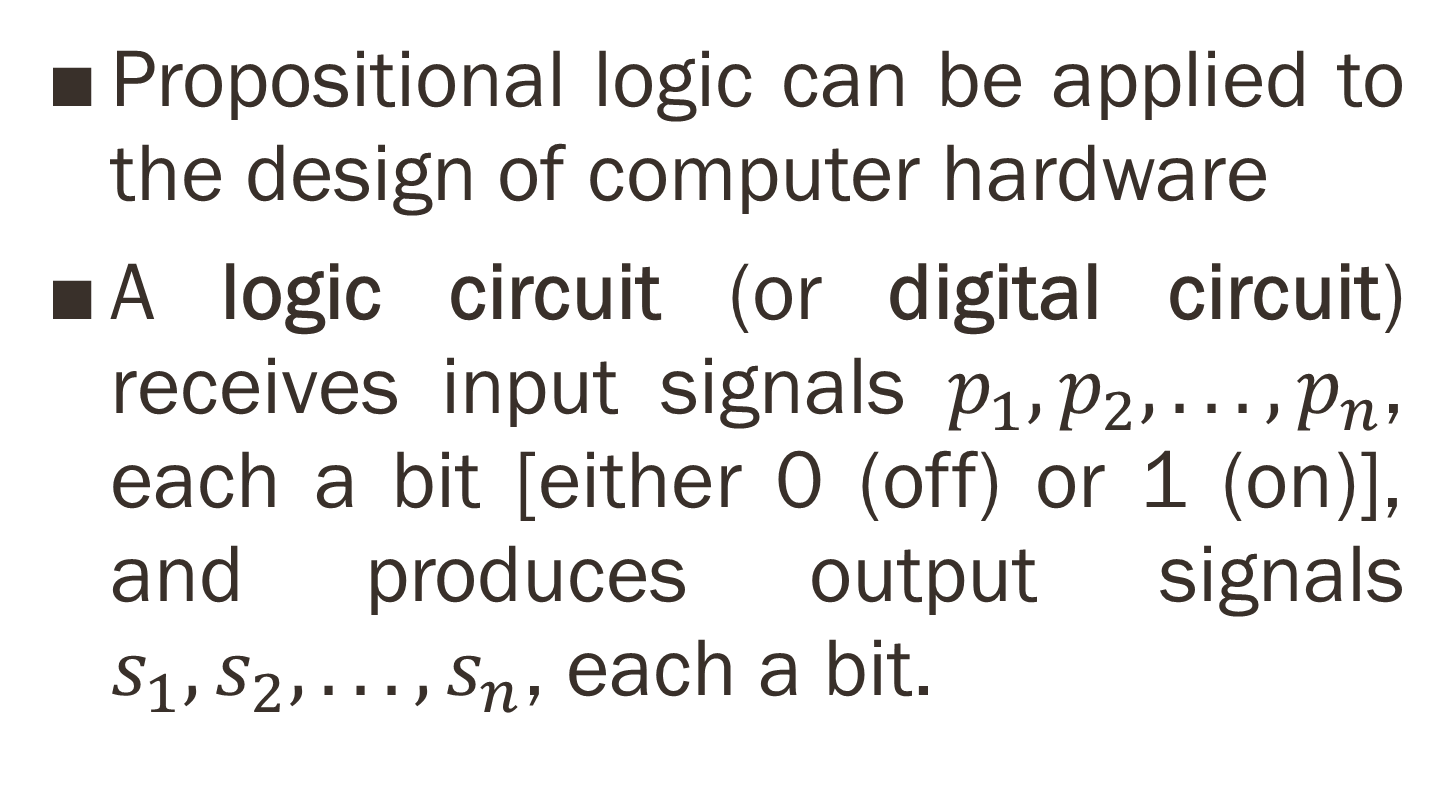 ▪ Propositional logic can be applied to
the design of computer hardware
▪ A logic circuit (or digital circuit)
receives input signals p₁, p₂, . . . , pₙ,
each a bit [either 0 (off) or 1 (on)],
and produces output signals
s₁, s₂, . . . , sₙ, each a bit.